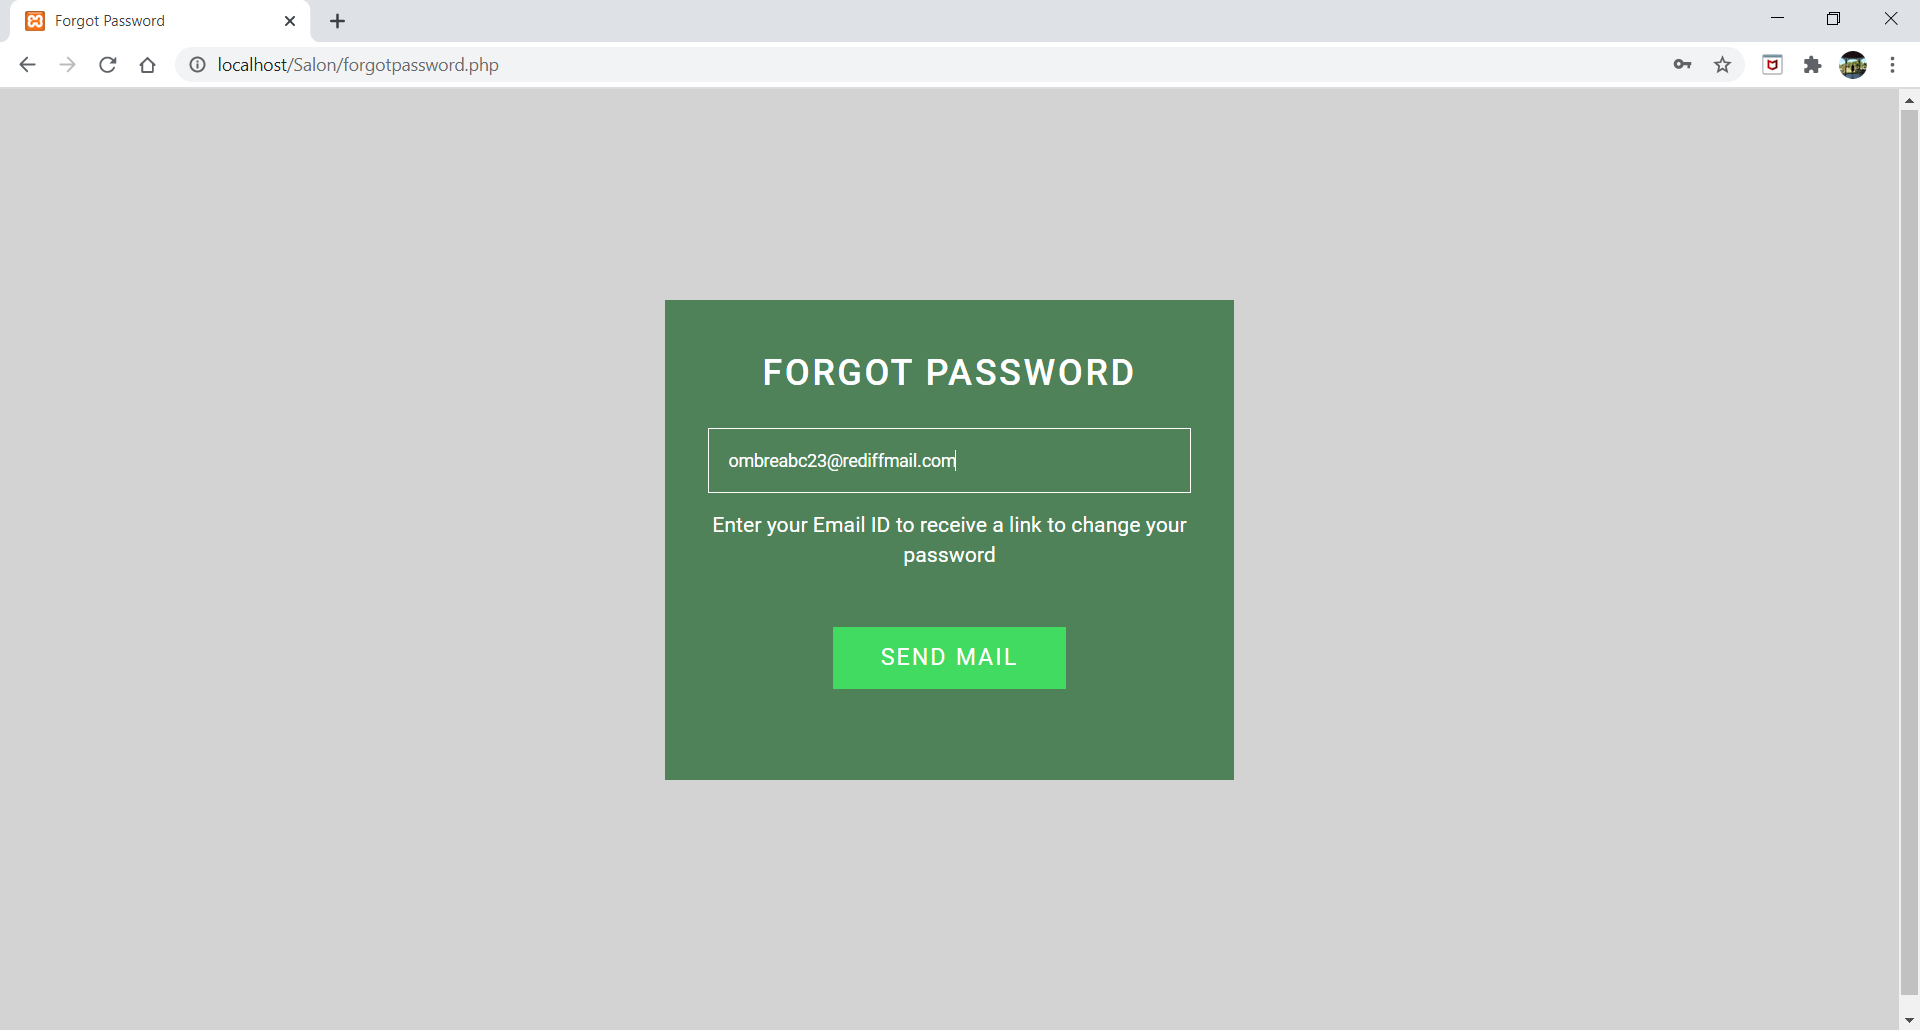 Forgot Password
localhost/Salon/forgotpassword.php
FORGOT PASSWORD
ombreabc23@rediffmail.com
Enter your Email ID to receive a link to change your
password
SEND MAIL